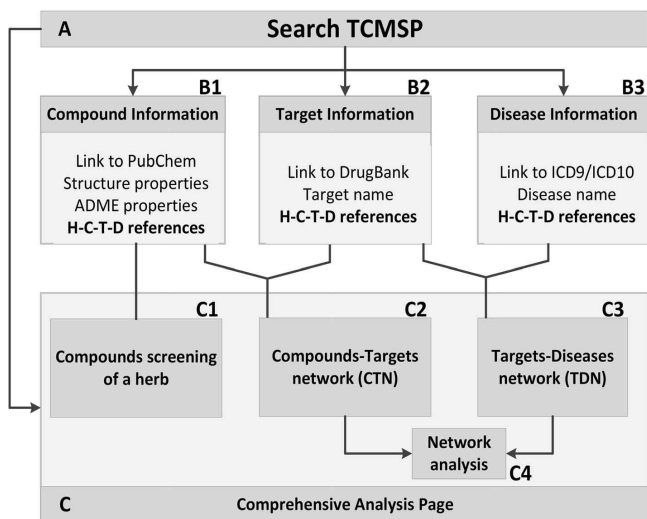 A
Search TCMSP
B1
B2
B3
Compound Information
Target Information
Disease Information
Link to PubChem
Structure properties
ADME properties
H-C-T-D references
Link to DrugBank
Target name
H-C-T-D references
Link to ICD9/ICD10
Disease name
H-C-T-D references
C1
C2
C3
Compounds screening
of a herb
Compounds-Targets
network (CTN)
Targets-Diseases
network (TDN)
Network
analysis
C4
C
Comprehensive Analysis Page